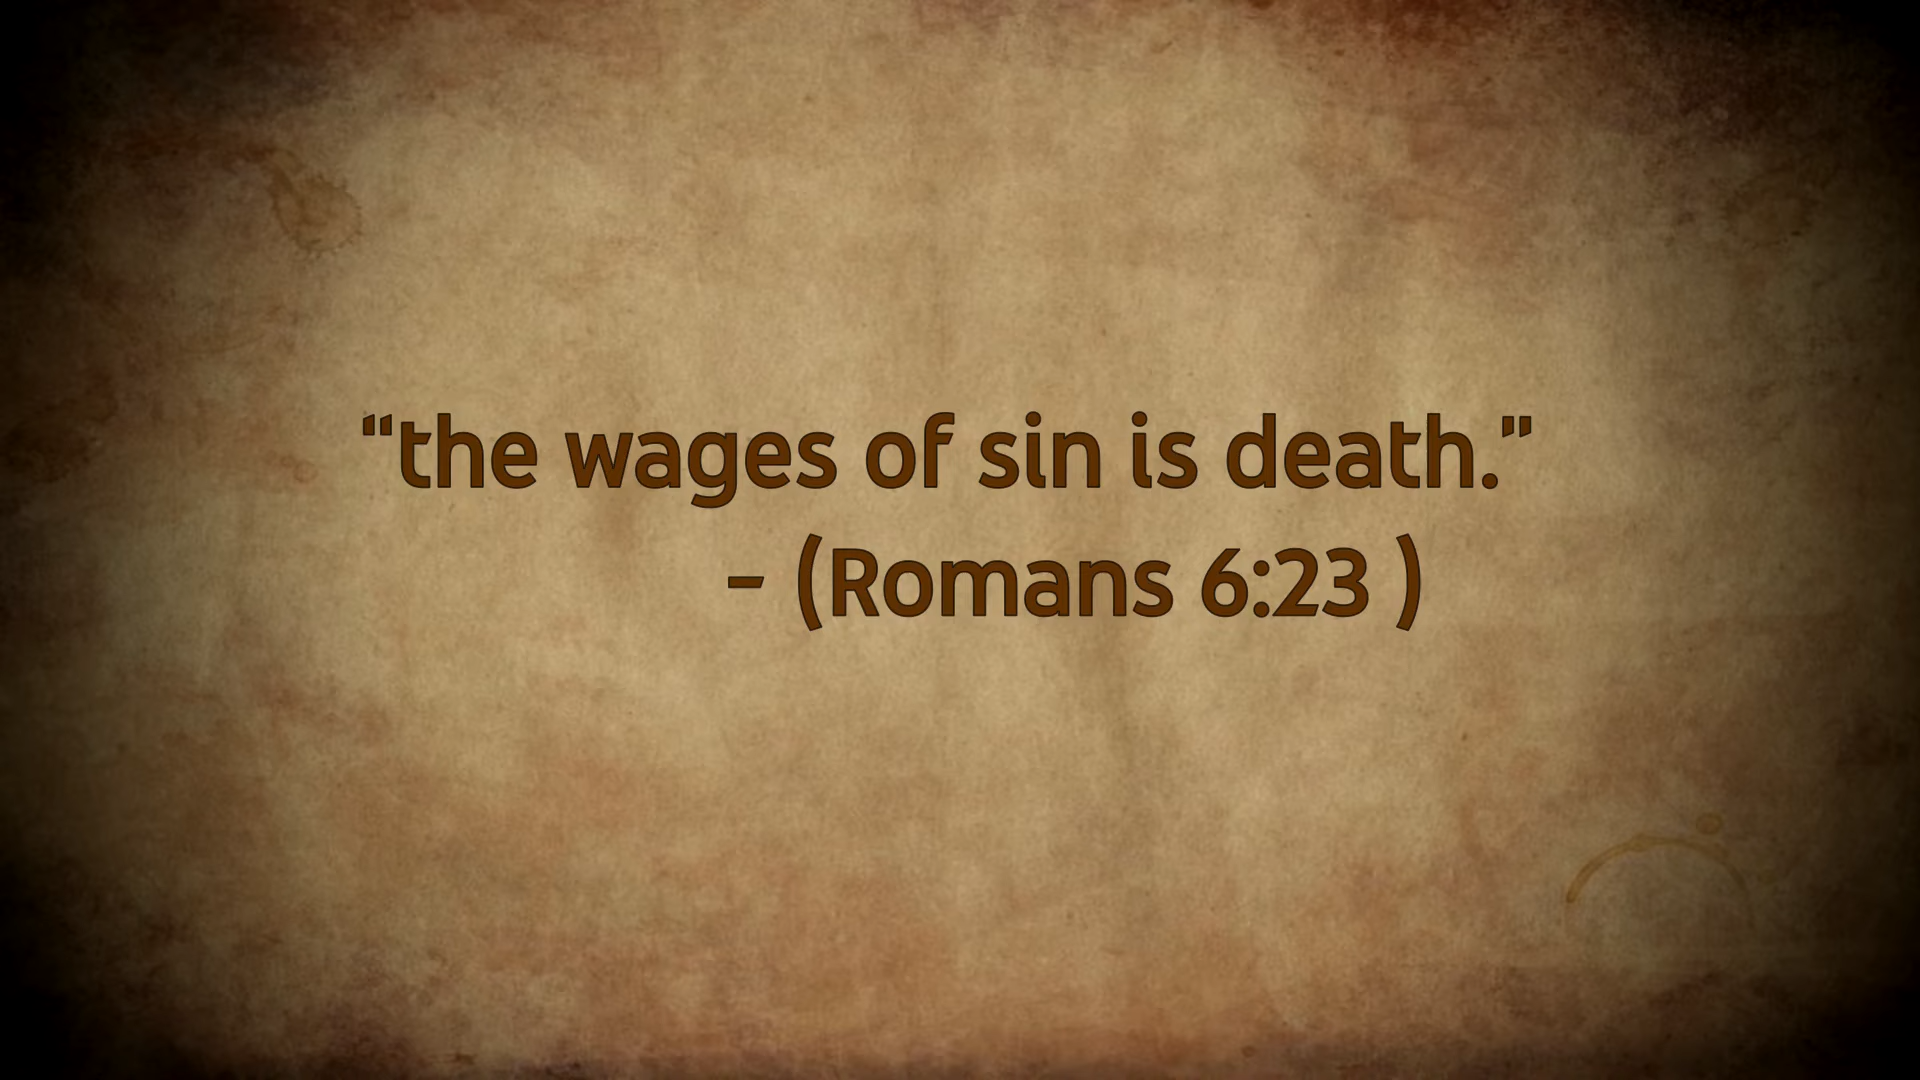 “the wages of sin is death.”
- (Romans 6:23 )